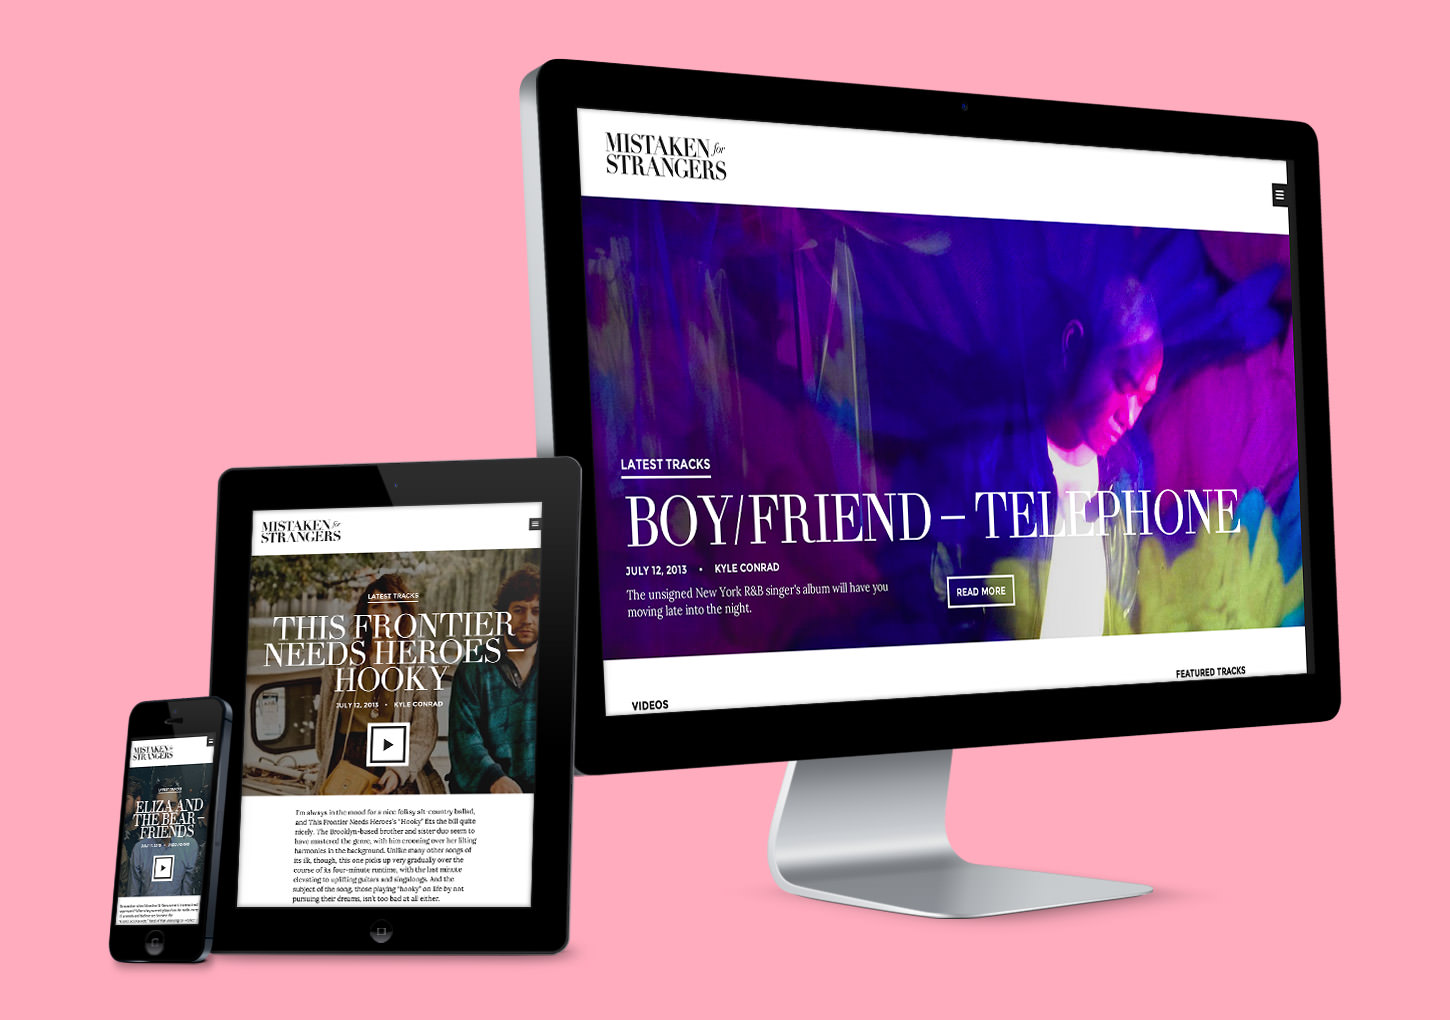 MISTAKEN for
STRANGERS
LATEST TRACKS
BOY/FRIEND – TELEPHONE
JULY 12, 2013 • KYLE CONRAD
The unsigned New York R&B singer's album will have you
moving late into the night.
READ MORE
VIDEOS
FEATURED TRACKS
MISTAKEN for
STRANGERS
LATEST TRACKS
THIS FRONTIER
NEEDS HEROES –
HOOKY
JULY 12, 2013 • KYLE CONRAD
I'm always in the mood for a nice folksy alt-country ballad,
and This Frontier Needs Heroes's "Hooky" fits the bill quite
nicely. The Brooklyn-based brother and sister duo seem to
have mastered the genre, with him crooning over her lilting
harmonies in the background. Unlike many other songs of
its ilk, though, this one picks up very gradually over the
course of its four-minute runtime, with the last minute
elevating to uplifting guitars and singalongs. And the
subject of the song, those playing "hooky" on life by not
pursuing their dreams, isn't too bad at all either.
MISTAKEN for
STRANGERS
LATEST TRACKS
ELIZA AND
THE BEAR –
FRIENDS